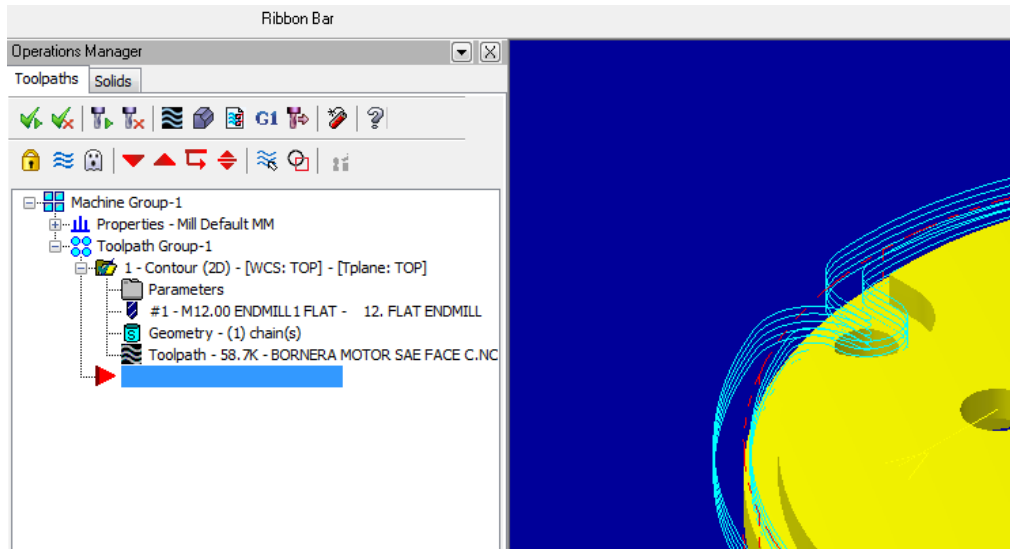 Ribbon Bar
Operations Manager
Toolpaths Solids
G1
Machine Group-1
Properties - Mill Default MM
Toolpath Group-1
1 - Contour (2D) - [WCS: TOP] - [Tplane: TOP]
Parameters
#1 - M12.00 ENDMILL1 FLAT - 12. FLAT ENDMILL
Geometry - (1) chain(s)
Toolpath - 58.7K - BORNERA MOTOR SAE FACE C.NC